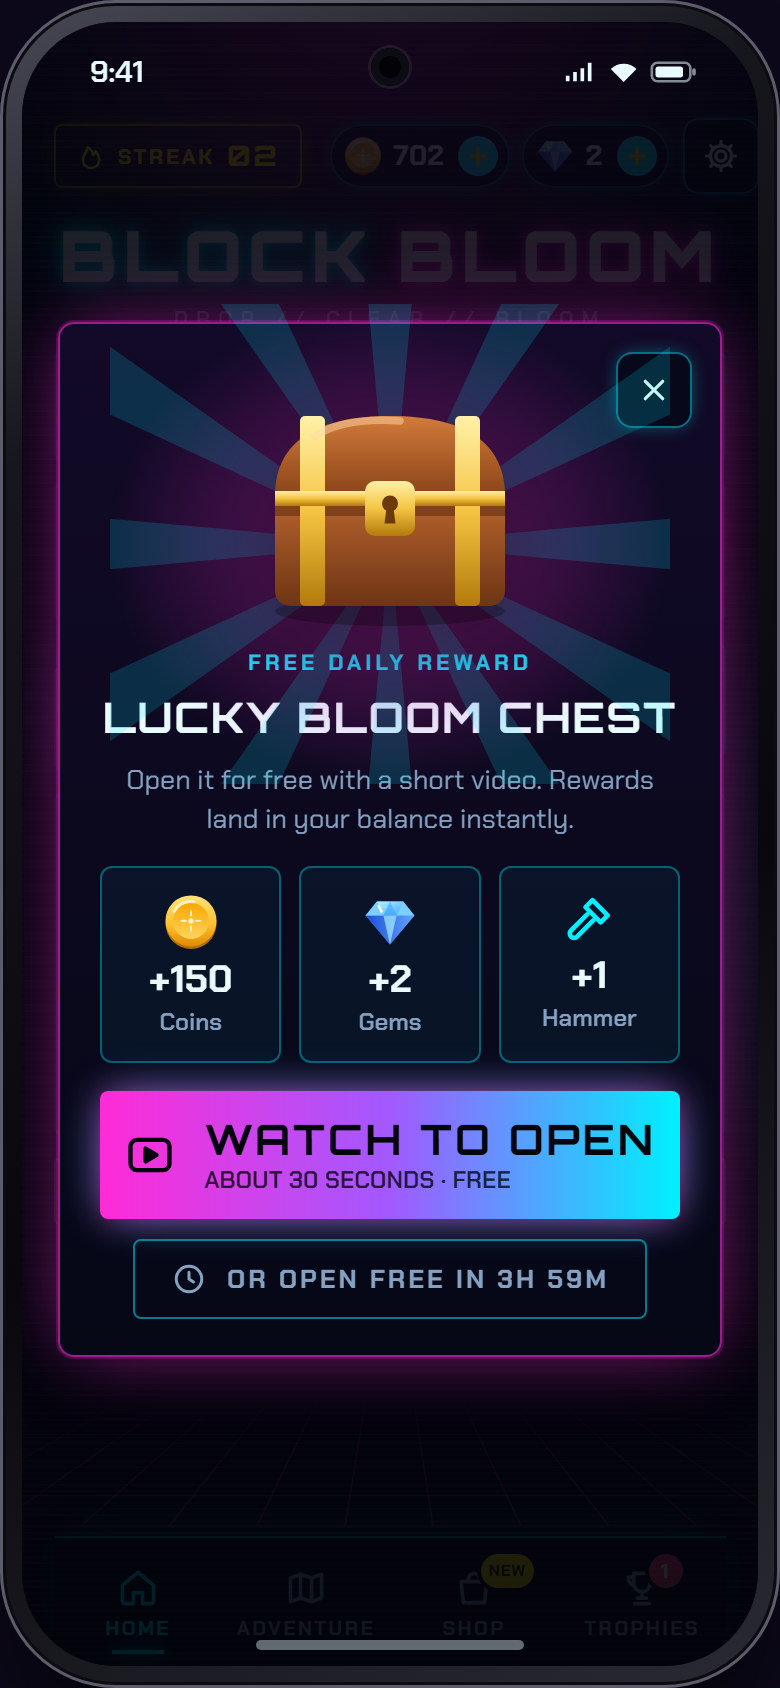 9:41
STREAK 02
702
2
BLOCK BLOOM
DROP // CLEAR // BLOOM
FREE DAILY REWARD
LUCKY BLOOM CHEST
Open it for free with a short video. Rewards
land in your balance instantly.
+150
Coins
+2
Gems
+1
Hammer
WATCH TO OPEN
ABOUT 30 SECONDS · FREE
OR OPEN FREE IN 3H 59M
HOME
ADVENTURE
NEW
SHOP
1
TROPHIES